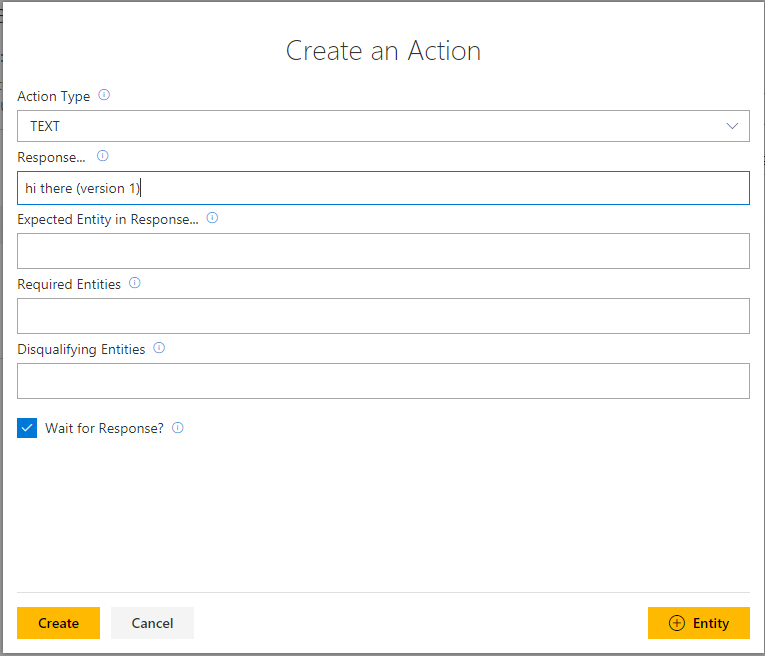 Create an Action
Action Type
TEXT
Response...
hi there (version 1)
Expected Entity in Response...
Required Entities
Disqualifying Entities
Wait for Response?
Create Cancel Entity